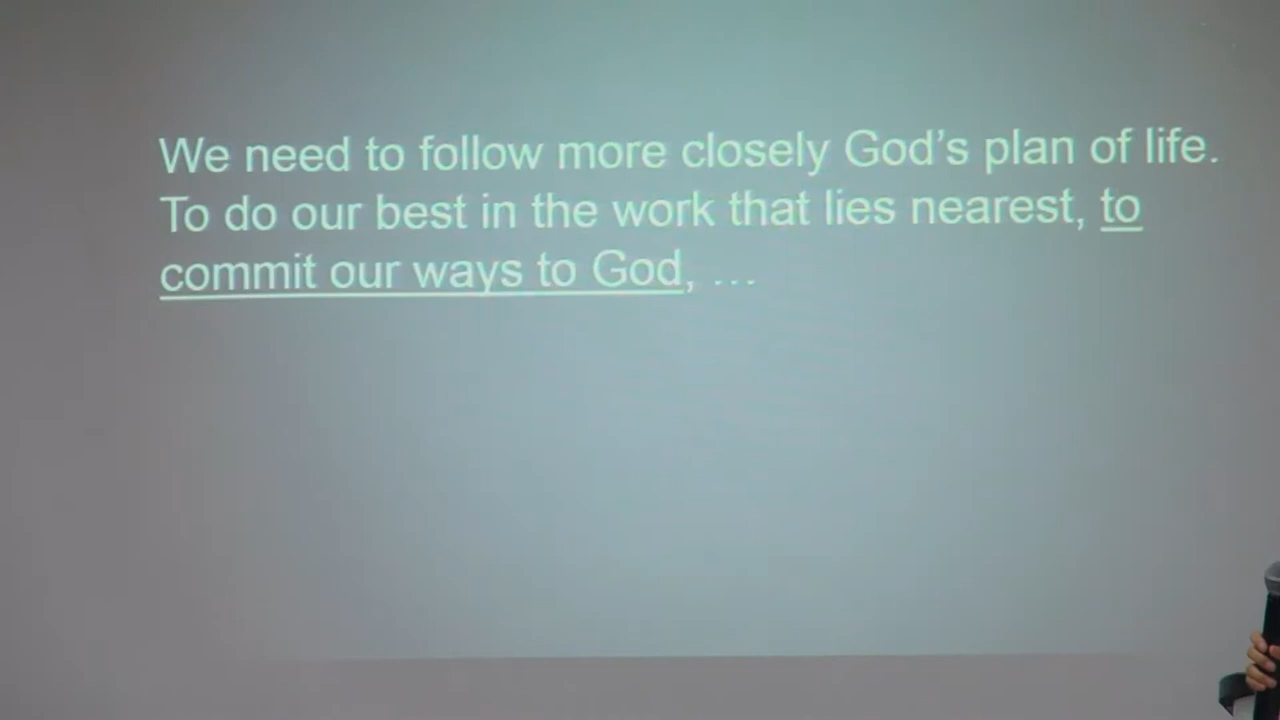 We need to follow more closely God's plan of life.
To do our best in the work that lies nearest, to
commit our ways to God, ...